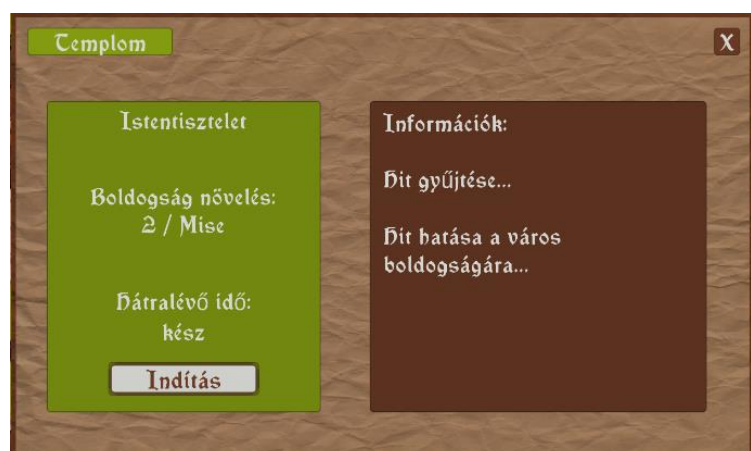 Templom
X
Istentisztelet
Boldogság növelés:
2 / Mise
Hátralévő idő:
kész
Indítás
Információk:
Hit gyűjtése...
Hit hatása a város
boldogságára...